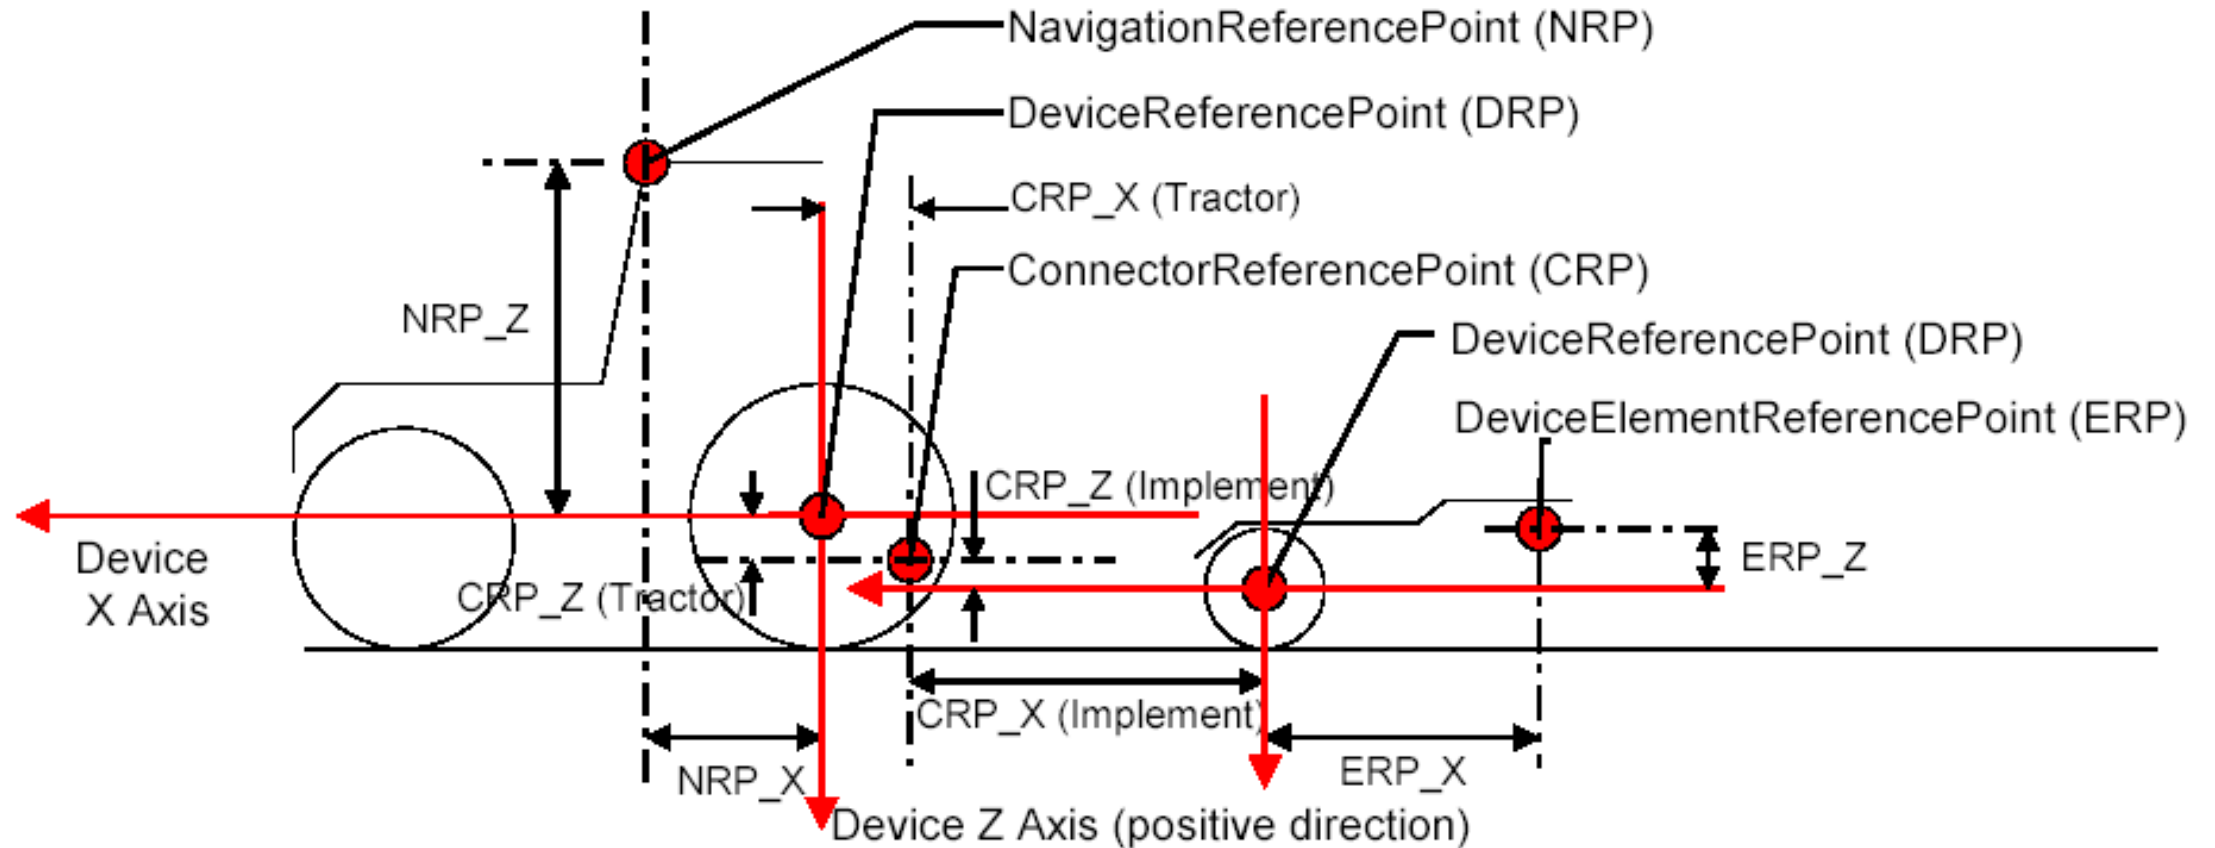 NavigationReferencePoint (NRP)
DeviceReferencePoint (DRP)
CRP_X (Tractor)
ConnectorReferencePoint (CRP)
NRP_Z
DeviceReferencePoint (DRP)
DeviceElementReferencePoint (ERP)
CRP_Z (Implement)
Device
X Axis
CRP_Z (Tractor)
ERP_Z
CRP_X (Implement)
NRP_X
ERP_X
Device Z Axis (positive direction)